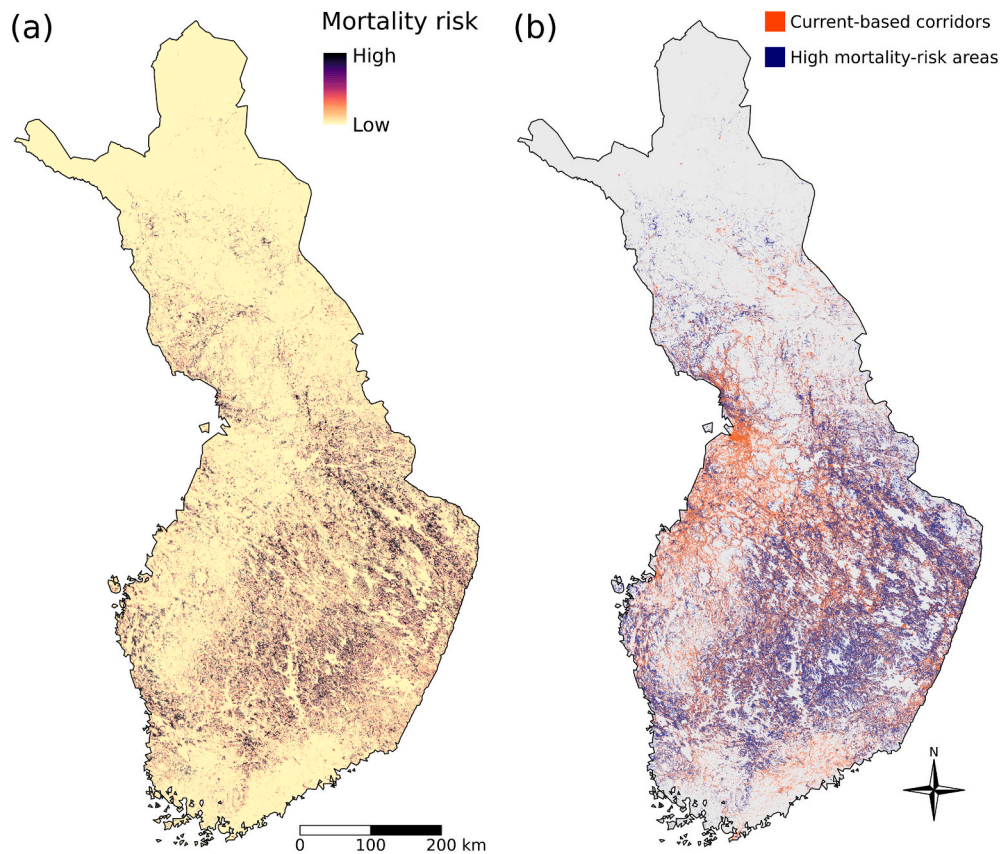 (a)
Mortality risk
High
Low
0 100 200 km
(b)
Current-based corridors
High mortality-risk areas
N